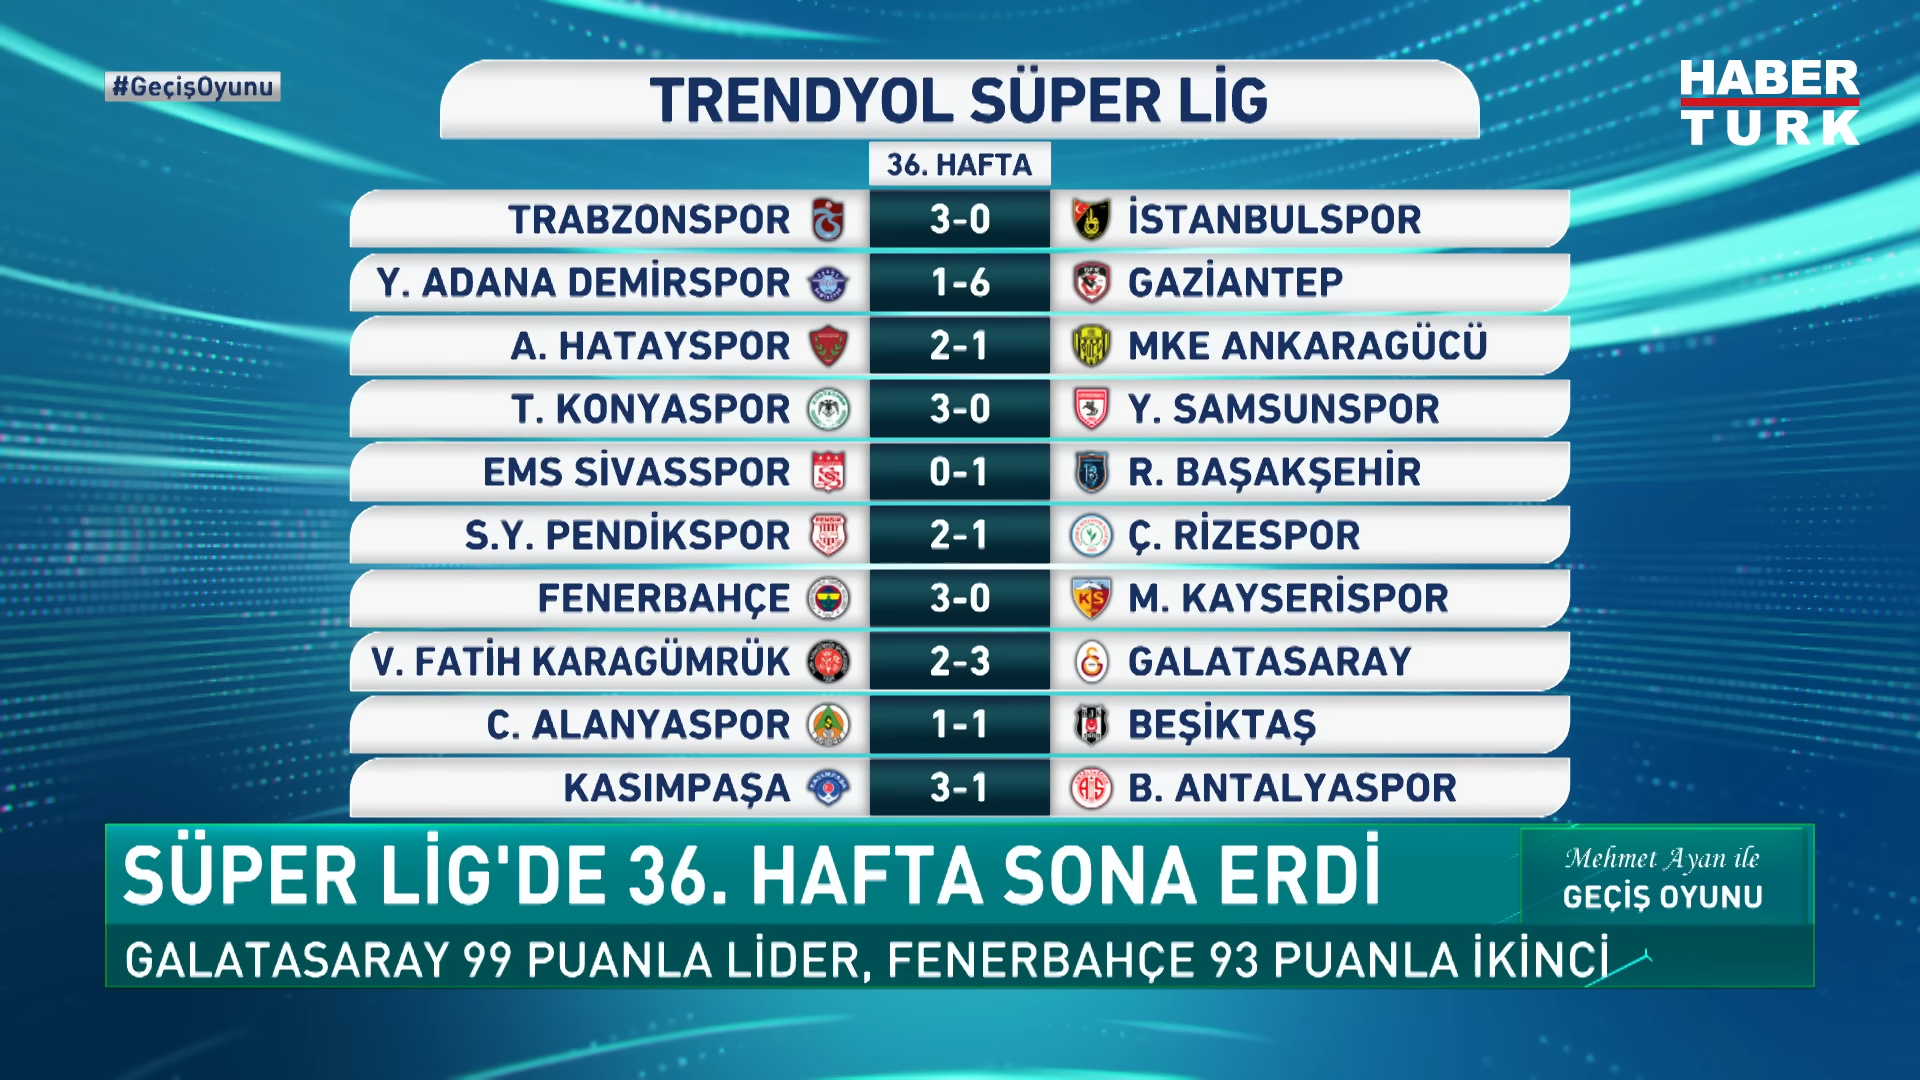 #GeçişOyunu
TRENDYOL SÜPER LİG
HABER
TURK
36. HAFTA
TRABZONSPOR 3-0 İSTANBULSPOR
Y. ADANA DEMİRSPOR 1-6 GAZİANTEP
A. HATAYSPOR 2-1 MKE ANKARAGÜCÜ
T. KONYASPOR 3-0 Y. SAMSUNSPOR
EMS SİVASSPOR 0-1 R. BAŞAKŞEHİR
S.Y. PENDİKSPOR 2-1 Ç. RİZESPOR
FENERBAHÇE 3-0 M. KAYSERİSPOR
V. FATİH KARAGÜMRÜK 2-3 GALATASARAY
C. ALANYASPOR 1-1 BEŞİKTAŞ
KASIMPAŞA 3-1 B. ANTALYASPOR
SÜPER LİG'DE 36. HAFTA SONA ERDİ
Mehmet Ayan ile
GEÇİŞ OYUNU
GALATASARAY 99 PUANLA LİDER, FENERBAHÇE 93 PUANLA İKİNCİ